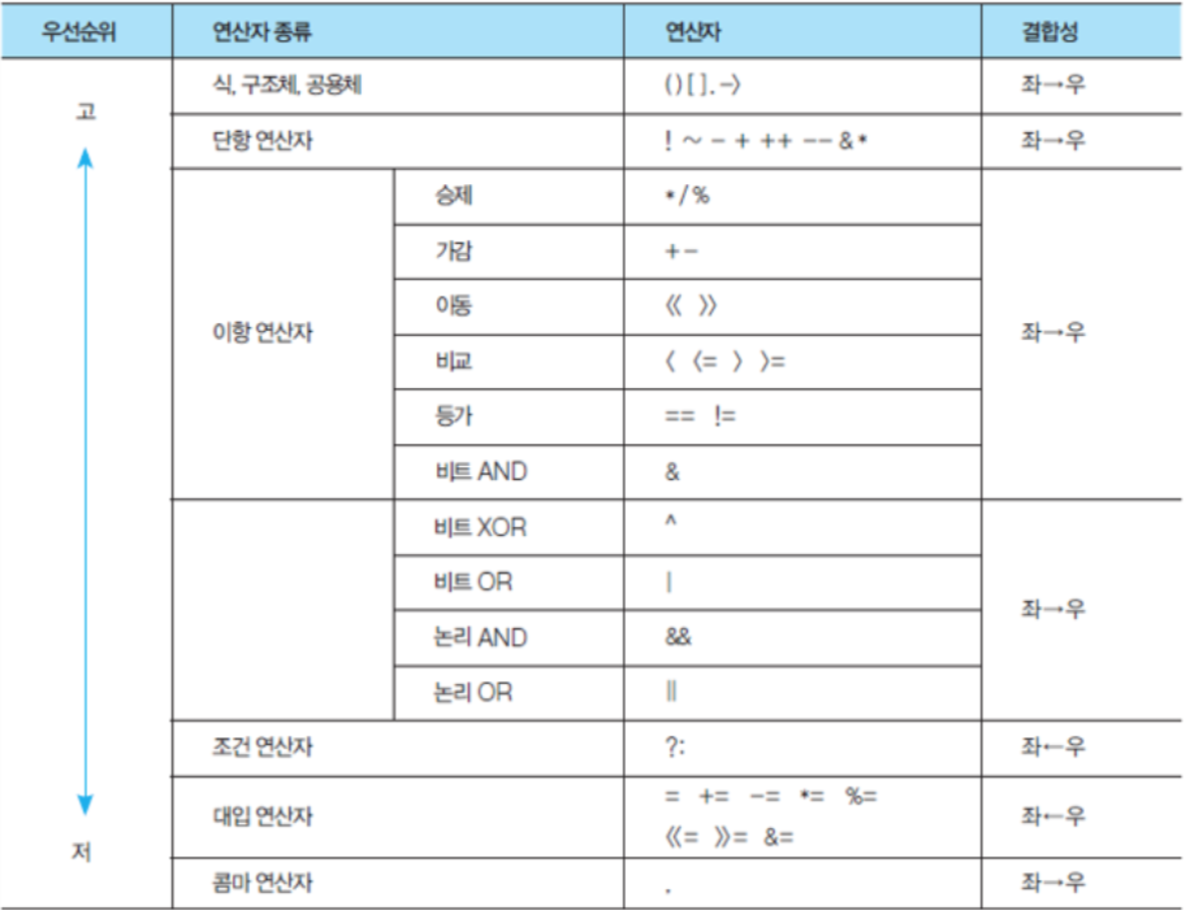 우선순위 연산자 종류 연산자 결합성
고
식, 구조체, 공용체 ( ) [ ] . -〉 좌→우
단항 연산자 ! ~ - + ++ -- & * 좌→우
이항 연산자
승제 * / %
가감 + -
이동 《 》
비교 〈 〈= 〉 〉=
등가 == !=
비트 AND &
좌→우
비트 XOR ^
비트 OR |
논리 AND &&
논리 OR ||
좌→우
조건 연산자 ?: 좌←우
대입 연산자 = += -= *= %=
《= 》= &= 좌←우
저
콤마 연산자 . 좌→우